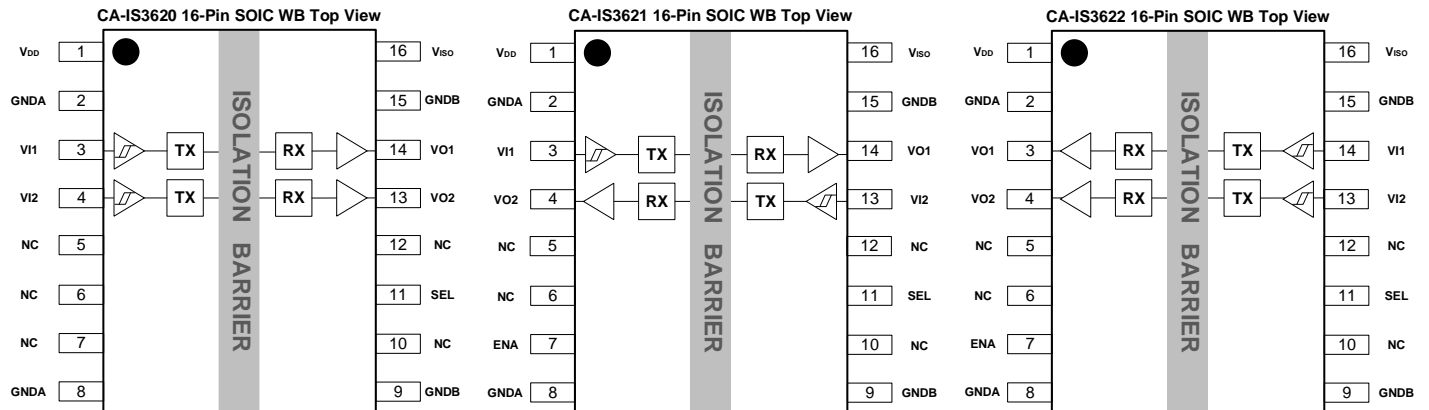 CA-IS3620 16-Pin SOIC WB Top View
VDD 1 16 VISO
GNDA 2 15 GNDB
VI1 3 TX RX 14 VO1
VI2 4 TX RX 13 VO2
NC 5 12 NC
NC 6 11 SEL
NC 7 10 NC
GNDA 8 9 GNDB
ISOLATION BARRIER
CA-IS3621 16-Pin SOIC WB Top View
VDD 1 16 VISO
GNDA 2 15 GNDB
VI1 3 TX RX 14 VO1
VO2 4 RX TX 13 VI2
NC 5 12 NC
NC 6 11 SEL
ENA 7 10 NC
GNDA 8 9 GNDB
ISOLATION BARRIER
CA-IS3622 16-Pin SOIC WB Top View
VDD 1 16 VISO
GNDA 2 15 GNDB
VO1 3 RX TX 14 VI1
VO2 4 RX TX 13 VI2
NC 5 12 NC
NC 6 11 SEL
ENA 7 10 NC
GNDA 8 9 GNDB
ISOLATION BARRIER